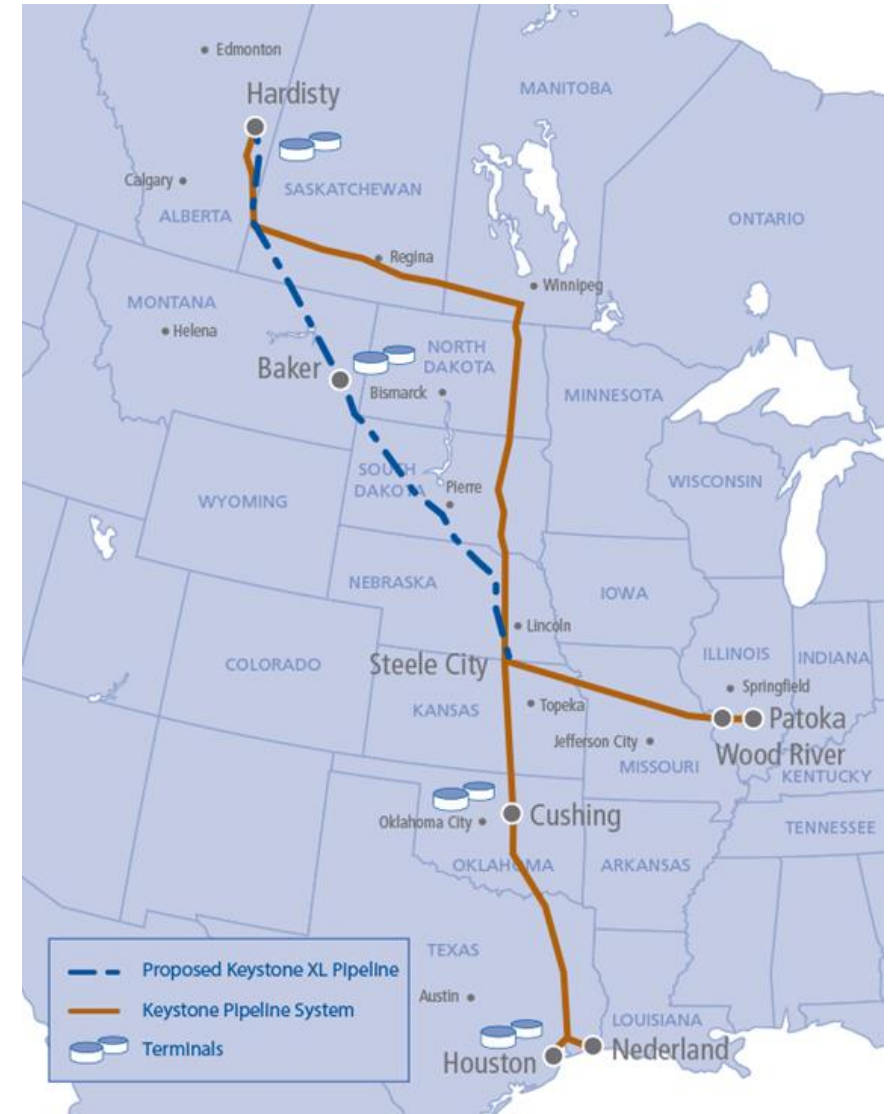 Edmonton
Hardisty
MANITOBA
Calgary
SASKATCHEWAN
ALBERTA
ONTARIO
Regina
Winnipeg
MONTANA
Helena
NORTH
DAKOTA
Baker
Bismarck
MINNESOTA
SOUTH
DAKOTA
Pierre
WISCONSIN
WYOMING
NEBRASKA
IOWA
Lincoln
Steele City
COLORADO
ILLINOIS
INDIANA
Springfield
KANSAS
Topeka
Patoka
Jefferson City
Wood River
MISSOURI
KENTUCKY
Oklahoma City
Cushing
TENNESSEE
OKLAHOMA
ARKANSAS
TEXAS
Proposed Keystone XL Pipeline
Keystone Pipeline System
Terminals
Austin
LOUISIANA
Houston
Nederland